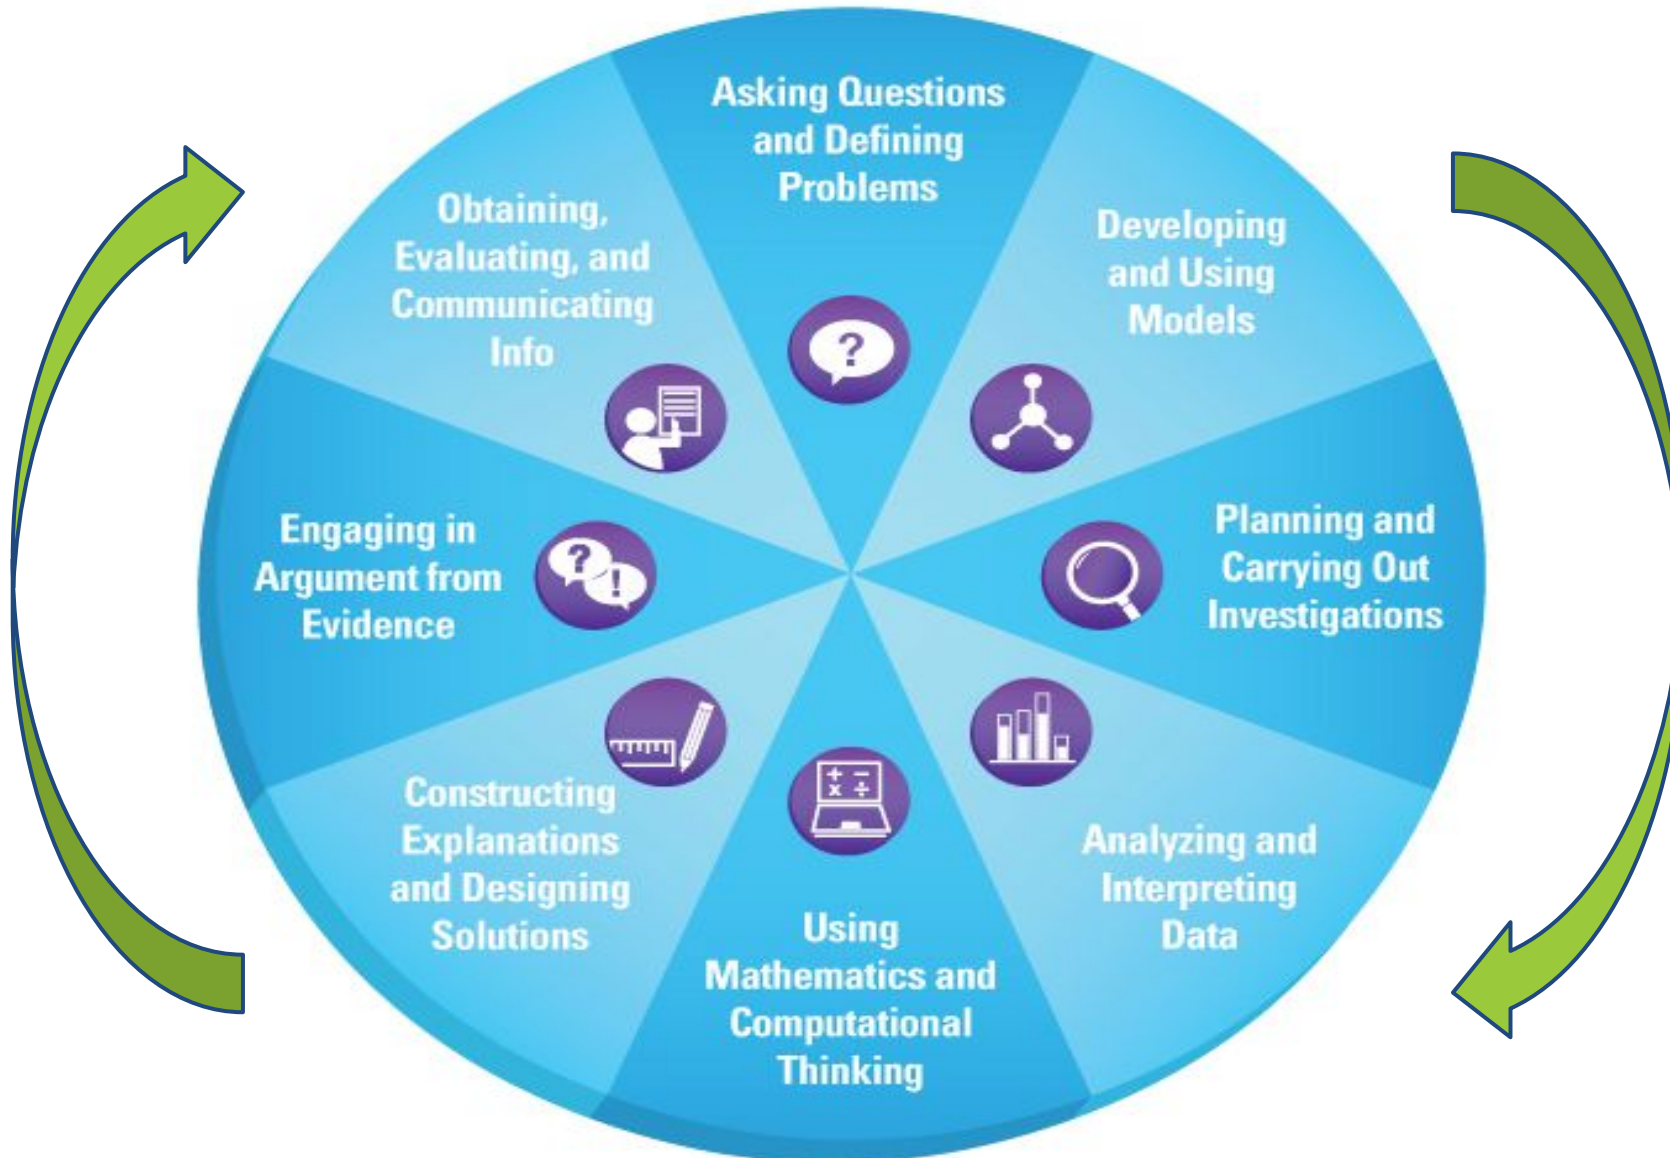 Asking Questions
and Defining
Problems
?
Developing
and Using
Models
Planning and
Carrying Out
Investigations
Analyzing and
Interpreting
Data
+ −
x ÷
Using
Mathematics and
Computational
Thinking
Constructing
Explanations
and Designing
Solutions
Engaging in
Argument from
Evidence
?
!
Obtaining,
Evaluating, and
Communicating
Info